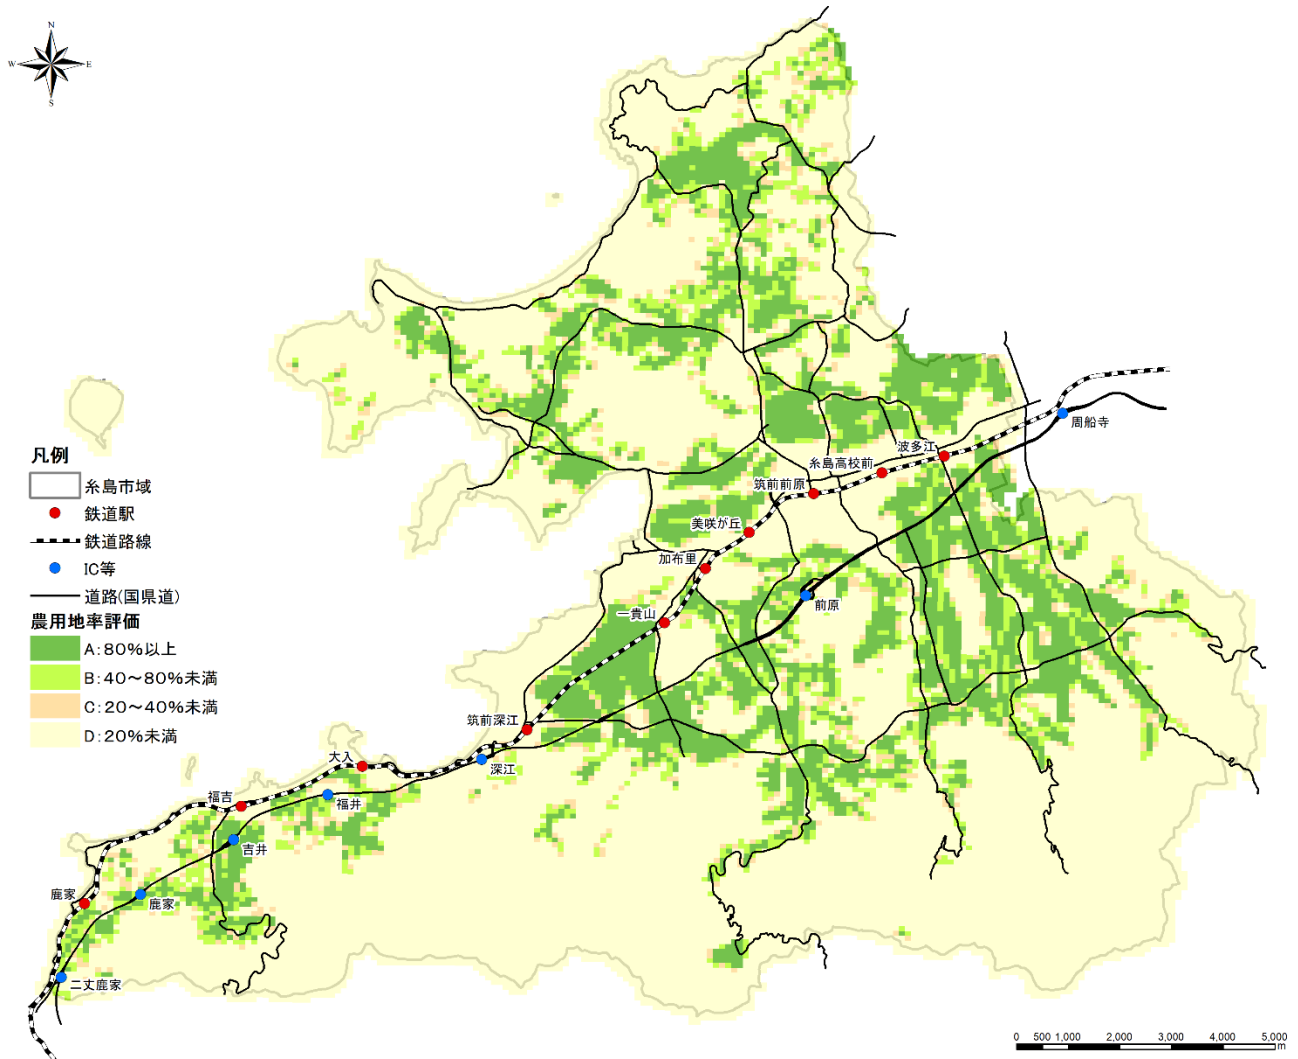 N
W
E
S
周船寺
波多江
糸島高校前
筑前前原
美咲が丘
加布里
前原
一貴山
筑前深江
深江
大入
福井
福吉
吉井
鹿家
鹿家
二丈鹿家
凡例
糸島市域
鉄道駅
鉄道路線
IC等
道路(国県道)
農用地率評価
A:80%以上
B:40～80%未満
C:20～40%未満
D:20%未満
0 500 1,000 2,000 3,000 4,000 5,000
m